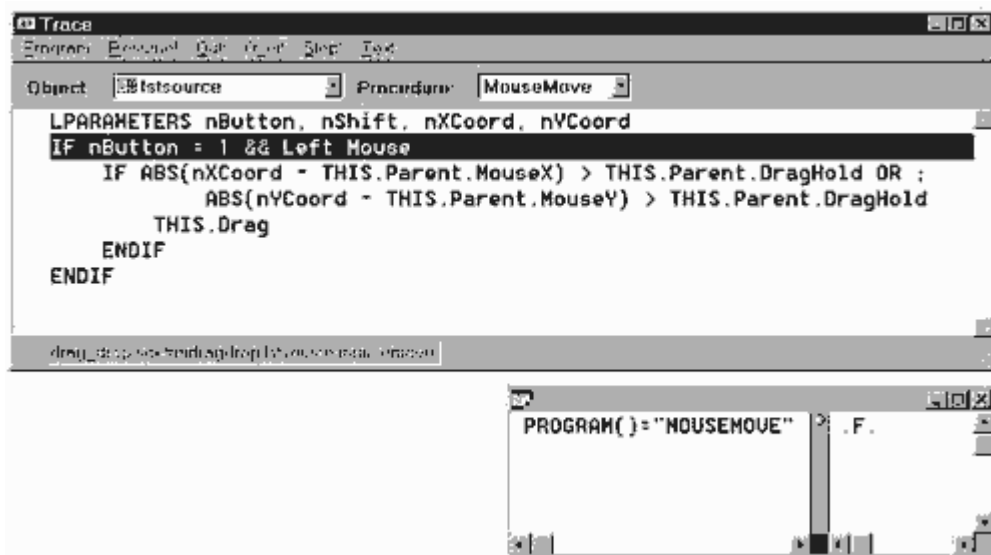 Trace
Program
Object lstsource Procedure: MouseMove
LPARAMETERS nButton, nShift, nXCoord, nYCoord
IF nButton = 1 && Left Mouse
IF ABS(nXCoord - THIS.Parent.MouseX) > THIS.Parent.DragHold OR ;
ABS(nYCoord - THIS.Parent.MouseY) > THIS.Parent.DragHold
THIS.Drag
ENDIF
ENDIF
PROGRAM()="MOUSEMOVE" .F.